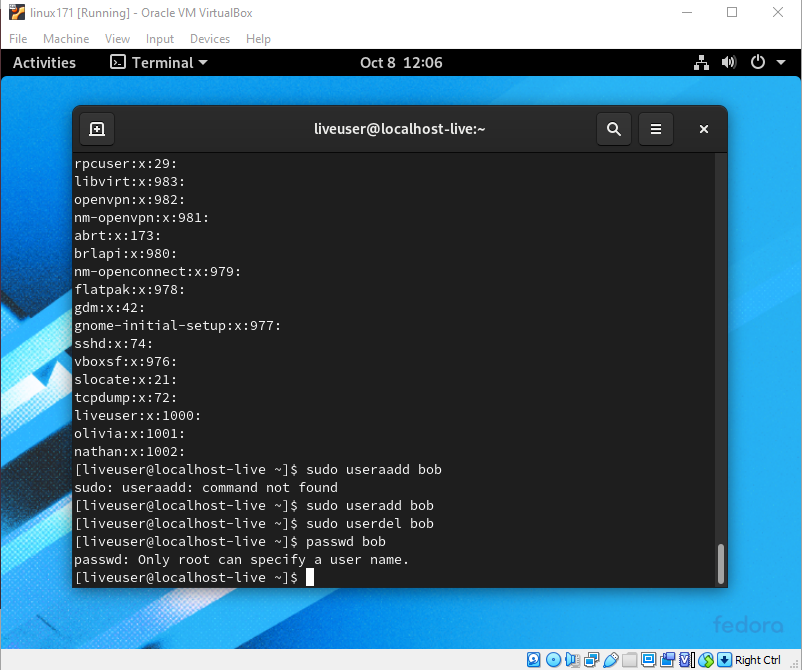 linux171 [Running] - Oracle VM VirtualBox
File Machine View Input Devices Help
Activities Terminal Oct 8 12:06
liveuser@localhost-live:~
rpcuser:x:29:
libvirt:x:983:
openvpn:x:982:
nm-openvpn:x:981:
abrt:x:173:
brlapi:x:980:
nm-openconnect:x:979:
flatpak:x:978:
gdm:x:42:
gnome-initial-setup:x:977:
sshd:x:74:
vboxsf:x:976:
slocate:x:21:
tcpdump:x:72:
liveuser:x:1000:
olivia:x:1001:
nathan:x:1002:
[liveuser@localhost-live ~]$ sudo useraadd bob
sudo: useraadd: command not found
[liveuser@localhost-live ~]$ sudo useradd bob
[liveuser@localhost-live ~]$ sudo userdel bob
[liveuser@localhost-live ~]$ passwd bob
passwd: Only root can specify a user name.
[liveuser@localhost-live ~]$
fedora
Right Ctrl